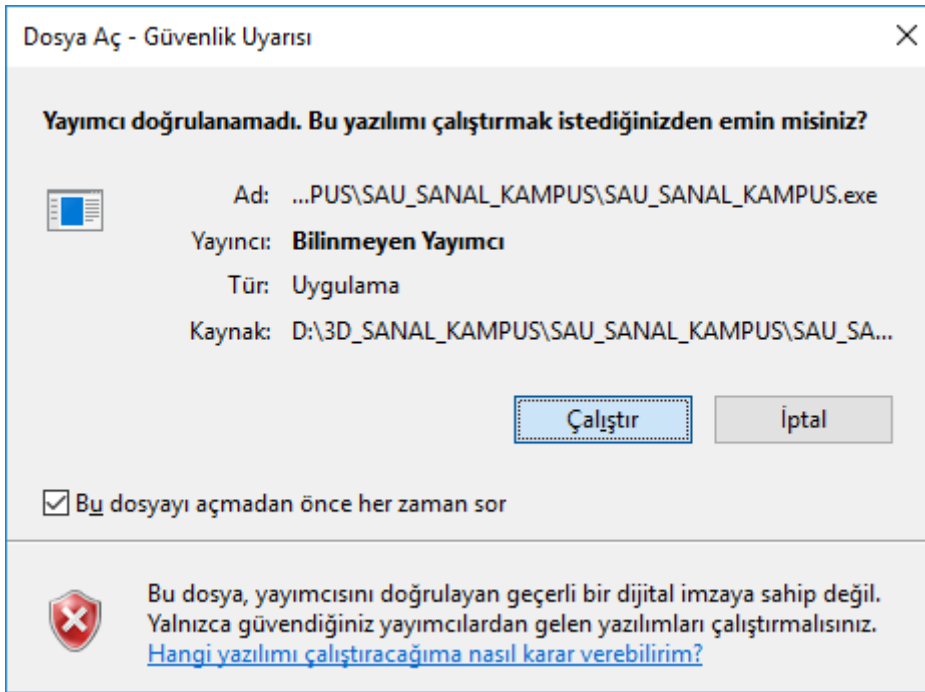 Dosya Aç - Güvenlik Uyarısı
Yayımcı doğrulanamadı. Bu yazılımı çalıştırmak istediğinizden emin misiniz?
Ad: ...PUS\SAU_SANAL_KAMPUS\SAU_SANAL_KAMPUS.exe
Yayıncı: Bilinmeyen Yayımcı
Tür: Uygulama
Kaynak: D:\3D_SANAL_KAMPUS\SAU_SANAL_KAMPUS\SAU_SA...
Çalıştır İptal
Bu dosyayı açmadan önce her zaman sor
Bu dosya, yayımcısını doğrulayan geçerli bir dijital imzaya sahip değil.
Yalnızca güvendiğiniz yayımcılardan gelen yazılımları çalıştırmalısınız.
Hangi yazılımı çalıştıracağıma nasıl karar verebilirim?